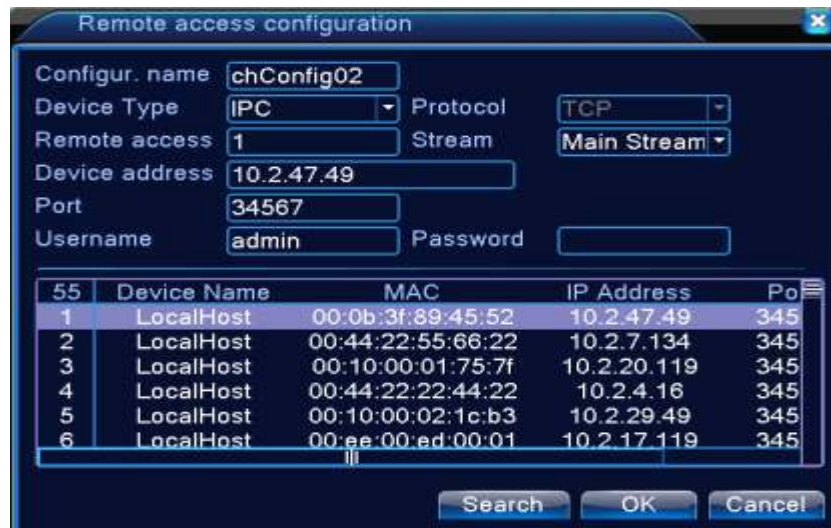 Remote access configuration
Configur. name chConfig02
Device Type IPC Protocol TCP
Remote access 1 Stream Main Stream
Device address 10.2.47.49
Port 34567
Username admin Password
55 Device Name MAC IP Address Po
1 LocalHost 00:0b:3f:89:45:52 10.2.47.49 345
2 LocalHost 00:44:22:55:66:22 10.2.7.134 345
3 LocalHost 00:10:00:01:75:7f 10.2.20.119 345
4 LocalHost 00:44:22:22:44:22 10.2.4.16 345
5 LocalHost 00:10:00:02:1c:b3 10.2.29.49 345
6 LocalHost 00:ee:00:ed:00:01 10.2.17.119 345
Search OK Cancel